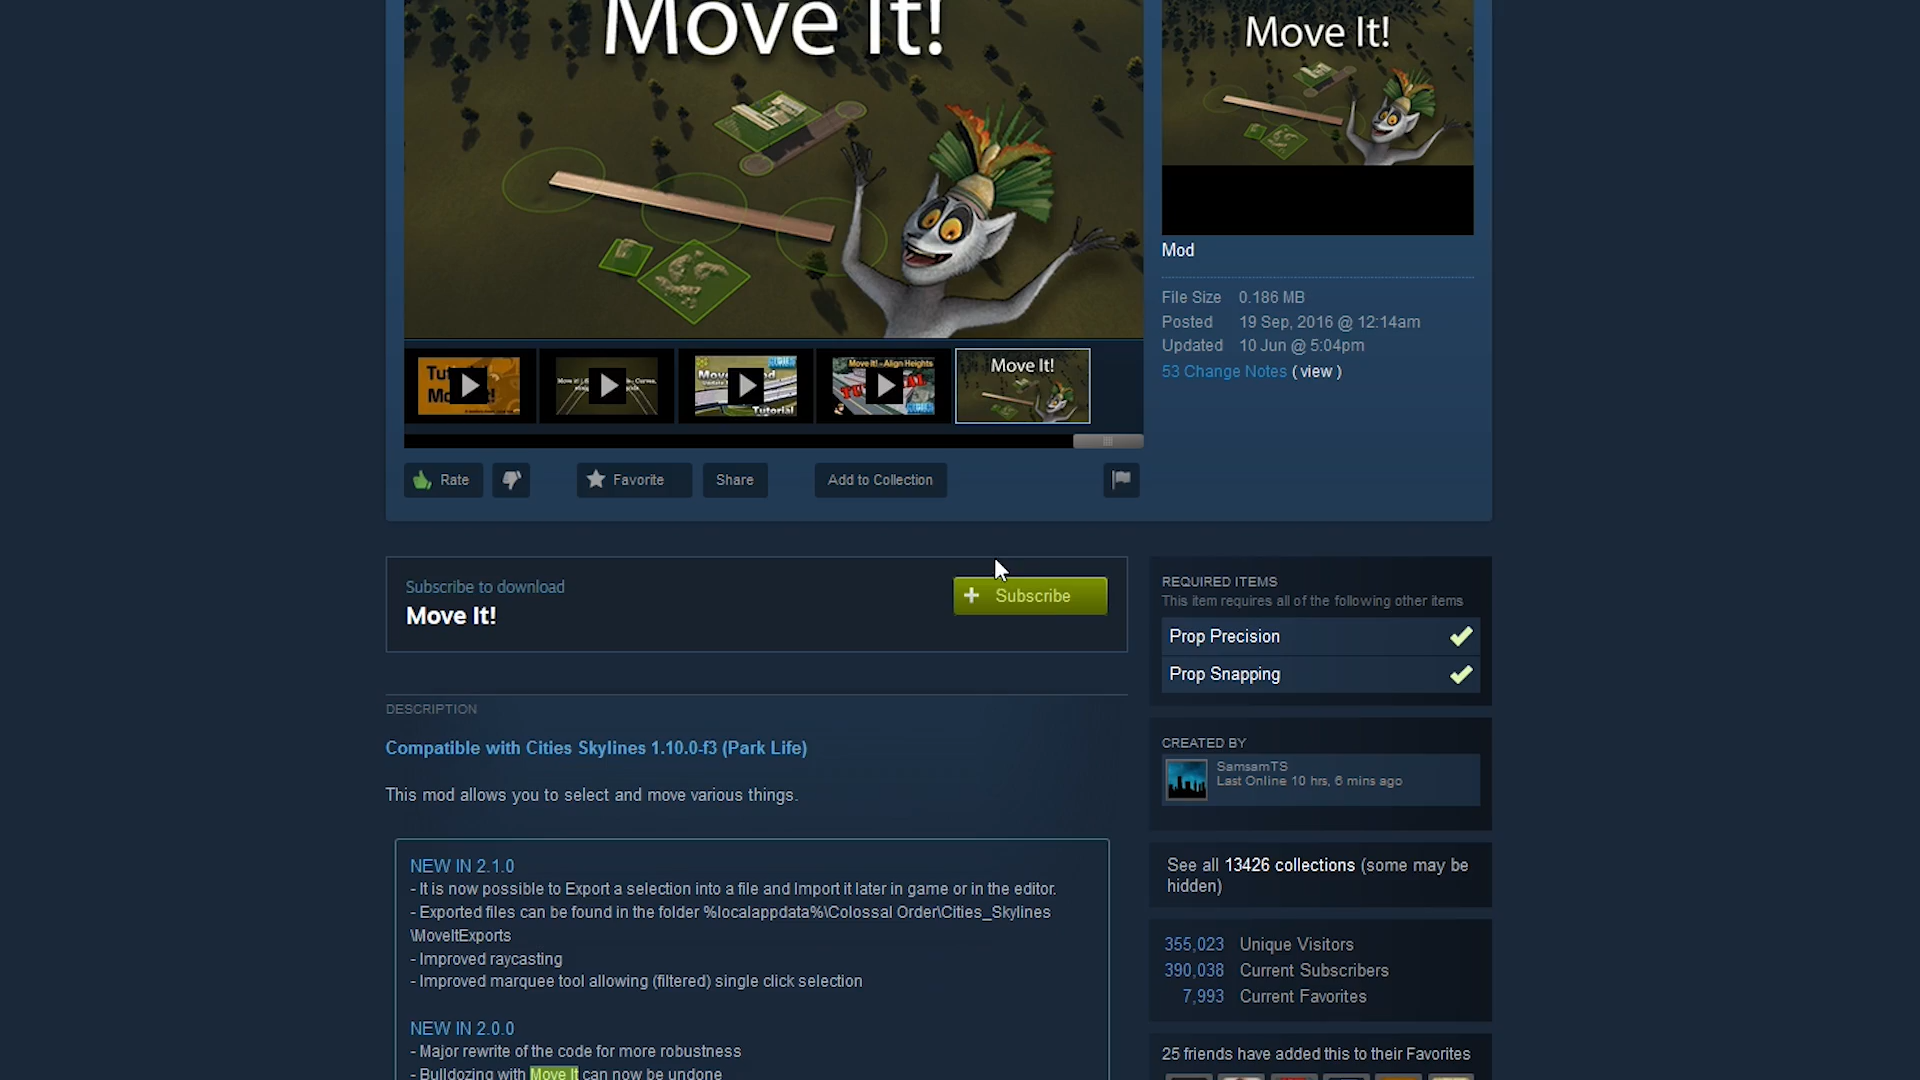 Move It!
Move It!
Mod
File Size 0.186 MB
Posted 19 Sep, 2016 @ 12:14am
Updated 10 Jun @ 5:04pm
53 Change Notes ( view )
Move It! - Align Heights
Tutorial
Move It!
Rate
Favorite
Share
Add to Collection
Subscribe to download
Move It!
Subscribe
DESCRIPTION
Compatible with Cities Skylines 1.10.0-f3 (Park Life)
This mod allows you to select and move various things.
NEW IN 2.1.0
- It is now possible to Export a selection into a file and Import it later in game or in the editor.
- Exported files can be found in the folder %localappdata%\Colossal Order\Cities_Skylines
\MoveItExports
- Improved raycasting
- Improved marquee tool allowing (filtered) single click selection
NEW IN 2.0.0
- Major rewrite of the code for more robustness
- Bulldozing with Move It can now be undone
REQUIRED ITEMS
This item requires all of the following other items
Prop Precision
Prop Snapping
CREATED BY
SamsamTS
Last Online 10 hrs, 6 mins ago
See all 13426 collections (some may be
hidden)
355,023 Unique Visitors
390,038 Current Subscribers
7,993 Current Favorites
25 friends have added this to their Favorites